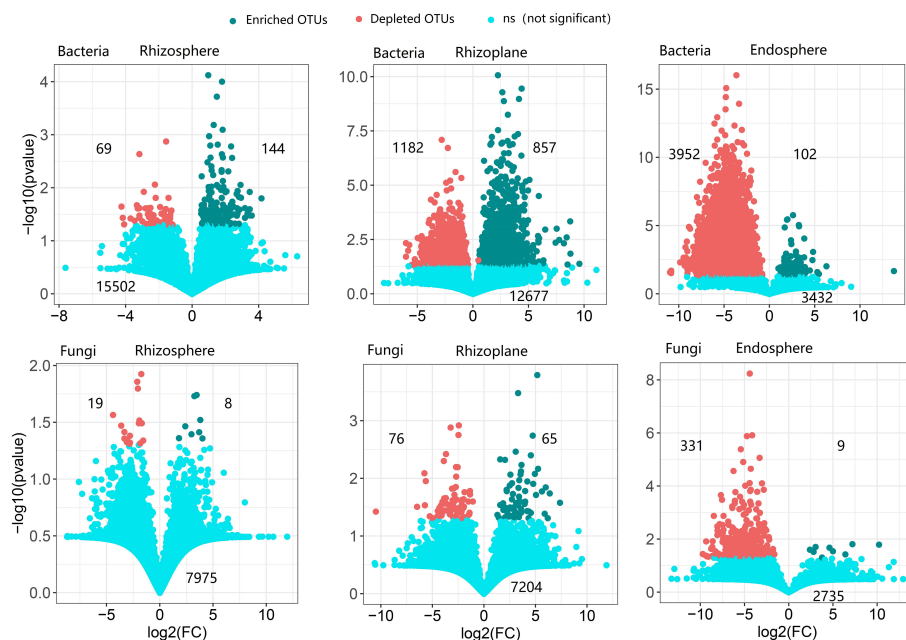 Enriched OTUs Depleted OTUs ns (not significant)
Bacteria Rhizosphere
Bacteria Rhizoplane
Bacteria Endosphere
4
3
2
1
0
−log10(pvalue)
69
144
15502
−8 −4 0 4
10.0
7.5
5.0
2.5
0.0
1182
857
12677
−5 0 5 10
15
10
5
0
3952
102
3432
−10 −5 0 5 10
Fungi Rhizosphere
Fungi Rhizoplane
Fungi Endosphere
2.0
1.5
1.0
0.5
0.0
−log10(pvalue)
19
8
7975
−5 0 5 10
log2(FC)
3
2
1
0
76
65
7204
−10 −5 0 5 10
log2(FC)
8
6
4
2
0
331
9
2735
−10 −5 0 5 10
log2(FC)